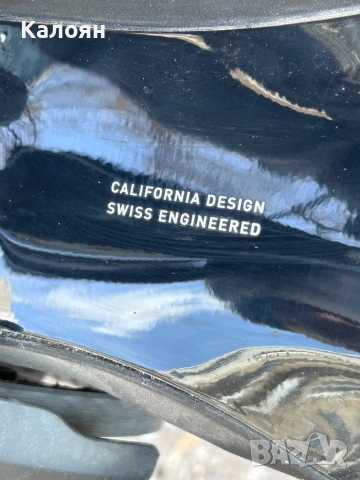 Калоян
CALIFORNIA DESIGN
SWISS ENGINEERED
BAZAR